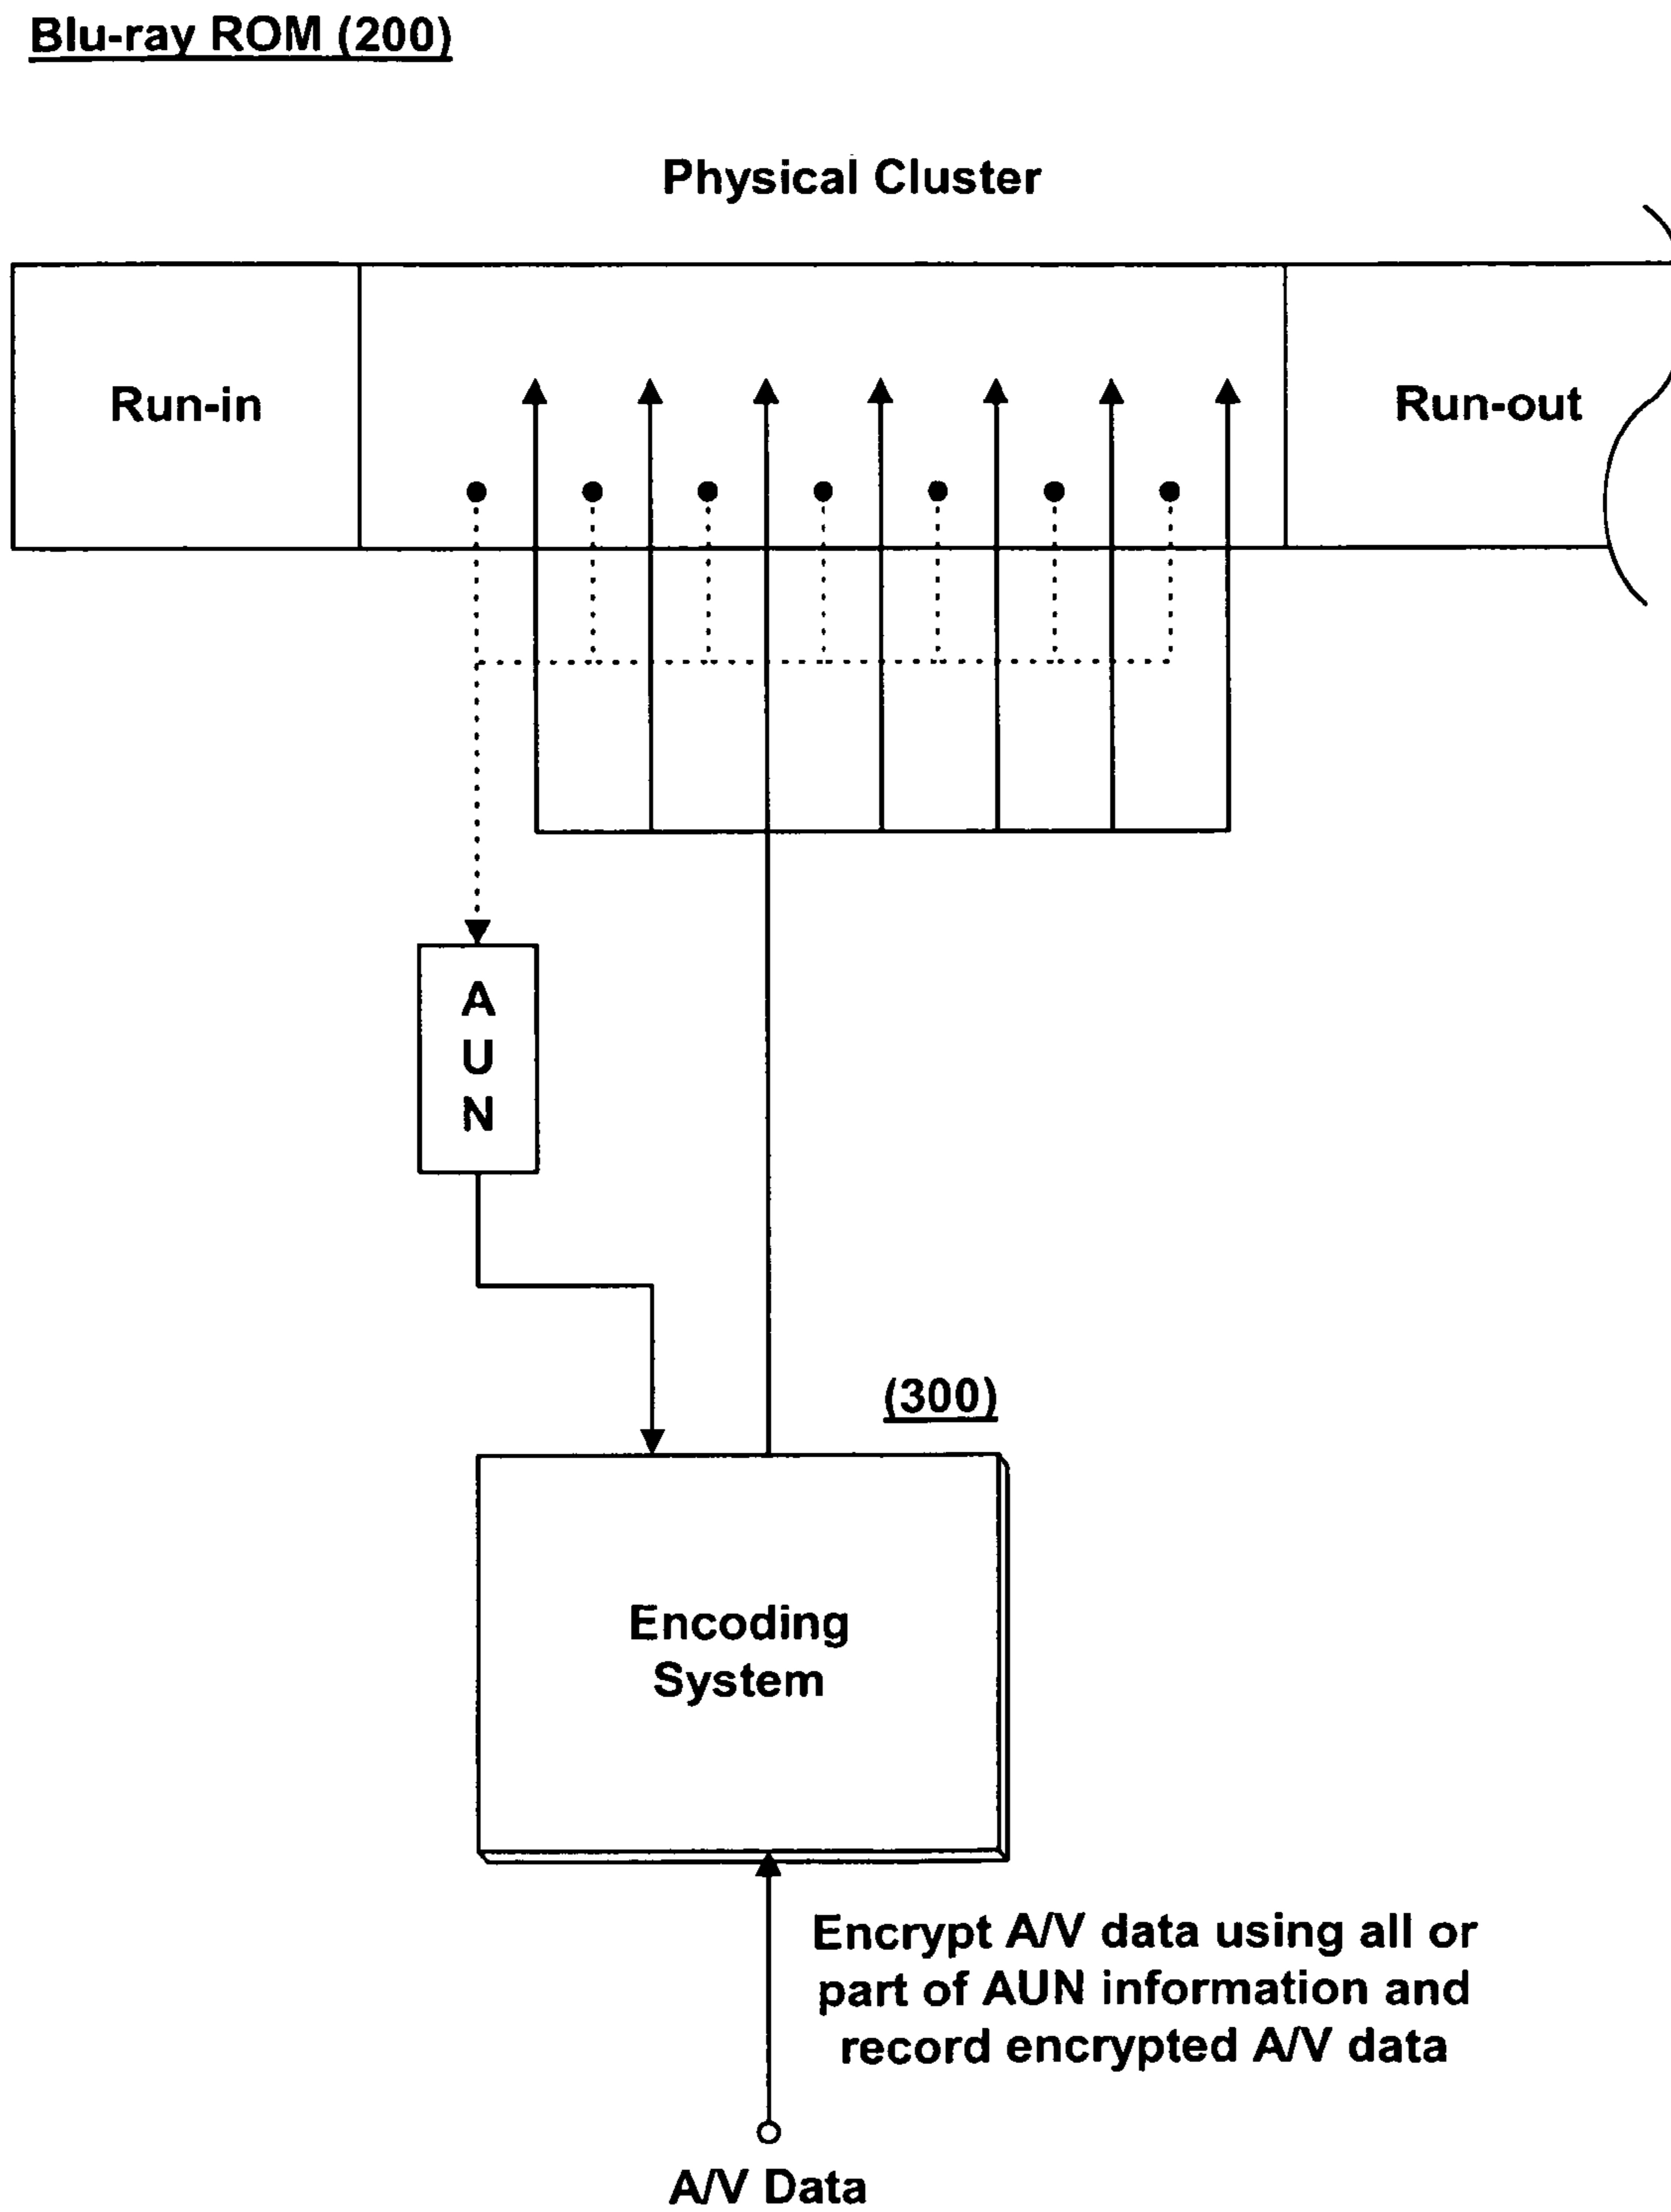 Blu-ray ROM (200)
Physical Cluster
Run-in
Run-out
A
U
N
(300)
Encoding
System
Encrypt A/V data using all or
part of AUN information and
record encrypted A/V data
A/V Data